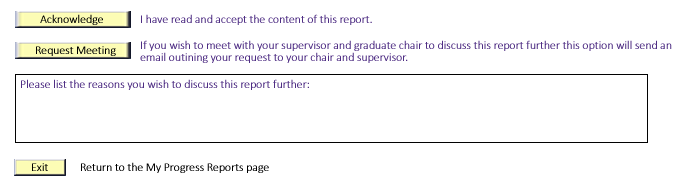 Acknowledge I have read and accept the content of this report.
Request Meeting If you wish to meet with your supervisor and graduate chair to discuss this report further this option will send an
email outining your request to your chair and supervisor.
Please list the reasons you wish to discuss this report further:
Exit Return to the My Progress Reports page